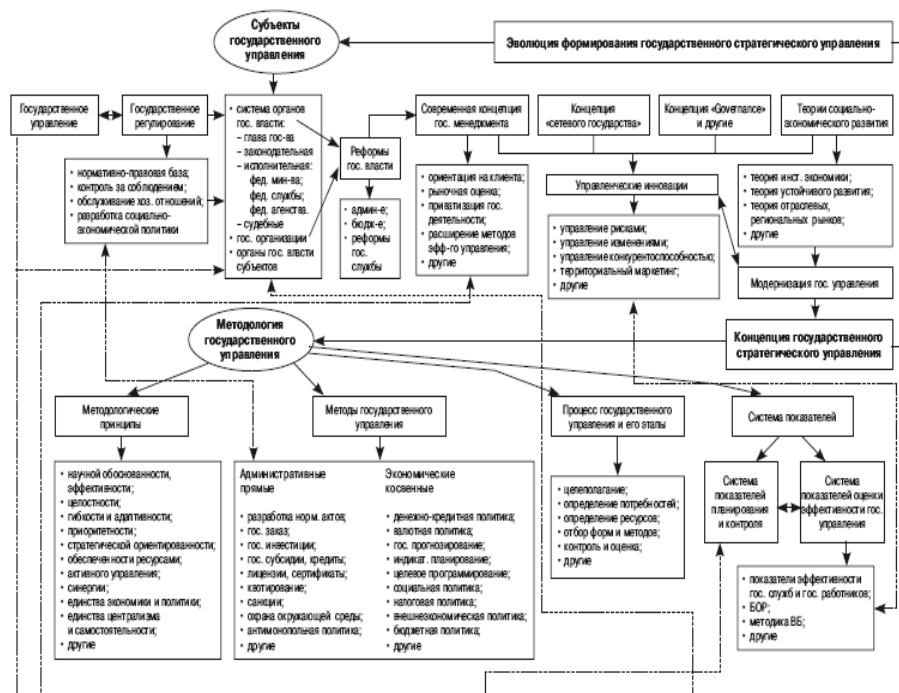 Субъекты
государственного
управления
Эволюция формирования государственного стратегического управления
Государственное
управление
Государственное
регулирование
• система органов
гос. власти:
– глава гос-ва
– законодательная
– исполнительная:
фед. мин-ва;
фед. службы;
фед. агенства.
– судебные
• гос. организации
• органы гос. власти
субъектов
Современная концепция
гос. менеджмента
Концепция
«сетевого государства»
Концепция «Governance»
и другие
Теории социально-
экономического развития
• нормативно-правовая база;
• контроль за соблюдением;
• обслуживание хоз. отношений;
• разработка социально-
экономической политики
Реформы
гос. власти
• админ-е;
• бюдж-е;
• реформы
гос.
службы
• ориентация на клиента;
• рыночная оценка;
• приватизация гос.
деятельности;
• расширение методов
эфф-го управления;
• другие
Управленческие инновации
• управление рисками;
• управление изменениями;
• управление конкурентоспособностью;
• территориальный маркетинг;
• другие
• теория инст. экономики;
• теория устойчивого развития;
• теория отраслевых,
региональных рынков;
• другие
Модернизация гос. управления
Методология
государственного
управления
Концепция государственного
стратегического управления
Методологические
принципы
Методы государственного
управления
Процесс государственного
управления и его этапы
Система показателей
• научной обоснованности,
эффективности;
• целостности;
• гибкости и адаптивности;
• приоритетности;
• стратегической ориентированности;
• обеспеченности ресурсами;
• активного управления;
• синергии;
• единства экономики и политики;
• единства централизма
и самостоятельности;
• другие
Административные
прямые
• разработка норм. актов;
• гос. заказ;
• гос. инвестиции;
• гос. субсидии, кредиты;
• лицензии, сертификаты;
• квотирование;
• санкции;
• охрана окружающей среды;
• антимонопольная политика;
• другие
Экономические
косвенные
• денежно-кредитная политика;
• валютная политика;
• гос. прогнозирование;
• индикат. планирование;
• целевое программирование;
• социальная политика;
• налоговая политика;
• внешнеэкономическая политика;
• бюджетная политика;
• другие
• целеполагание;
• определение потребностей;
• определение ресурсов;
• отбор форм и методов;
• контроль и оценка;
• другие
Система
показателей
планирования
и контроля
Система
показателей оценки
эффективности гос.
управления
• показатели эффективности
гос. служб и гос. работников;
• БОР;
• методика ВБ;
• другие